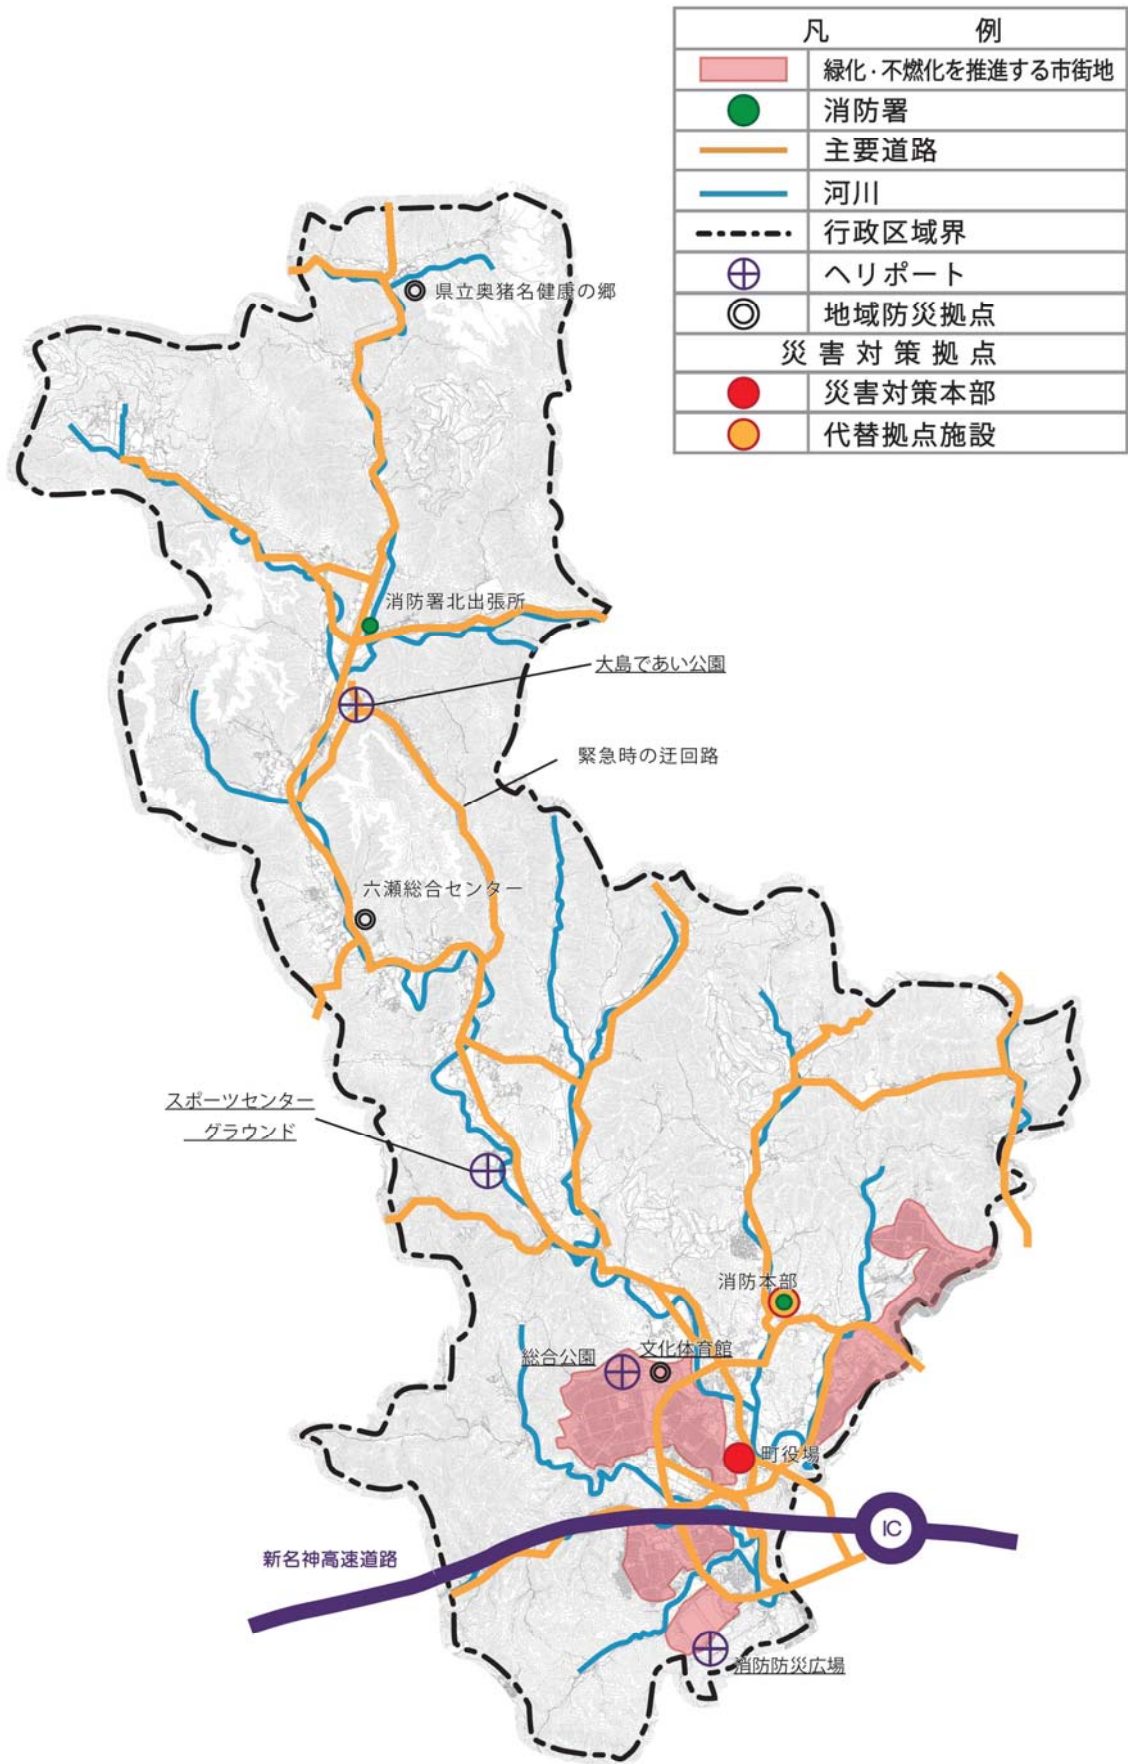 凡例
緑化・不燃化を推進する市街地
消防署
主要道路
河川
行政区域界
ヘリポート
地域防災拠点
災害対策拠点
災害対策本部
代替拠点施設
県立奥猪名健康の郷
消防署北出張所
大島であい公園
緊急時の迂回路
六瀬総合センター
スポーツセンター
グラウンド
消防本部
文化体育館
総合公園
町役場
IC
新名神高速道路
消防防災広場